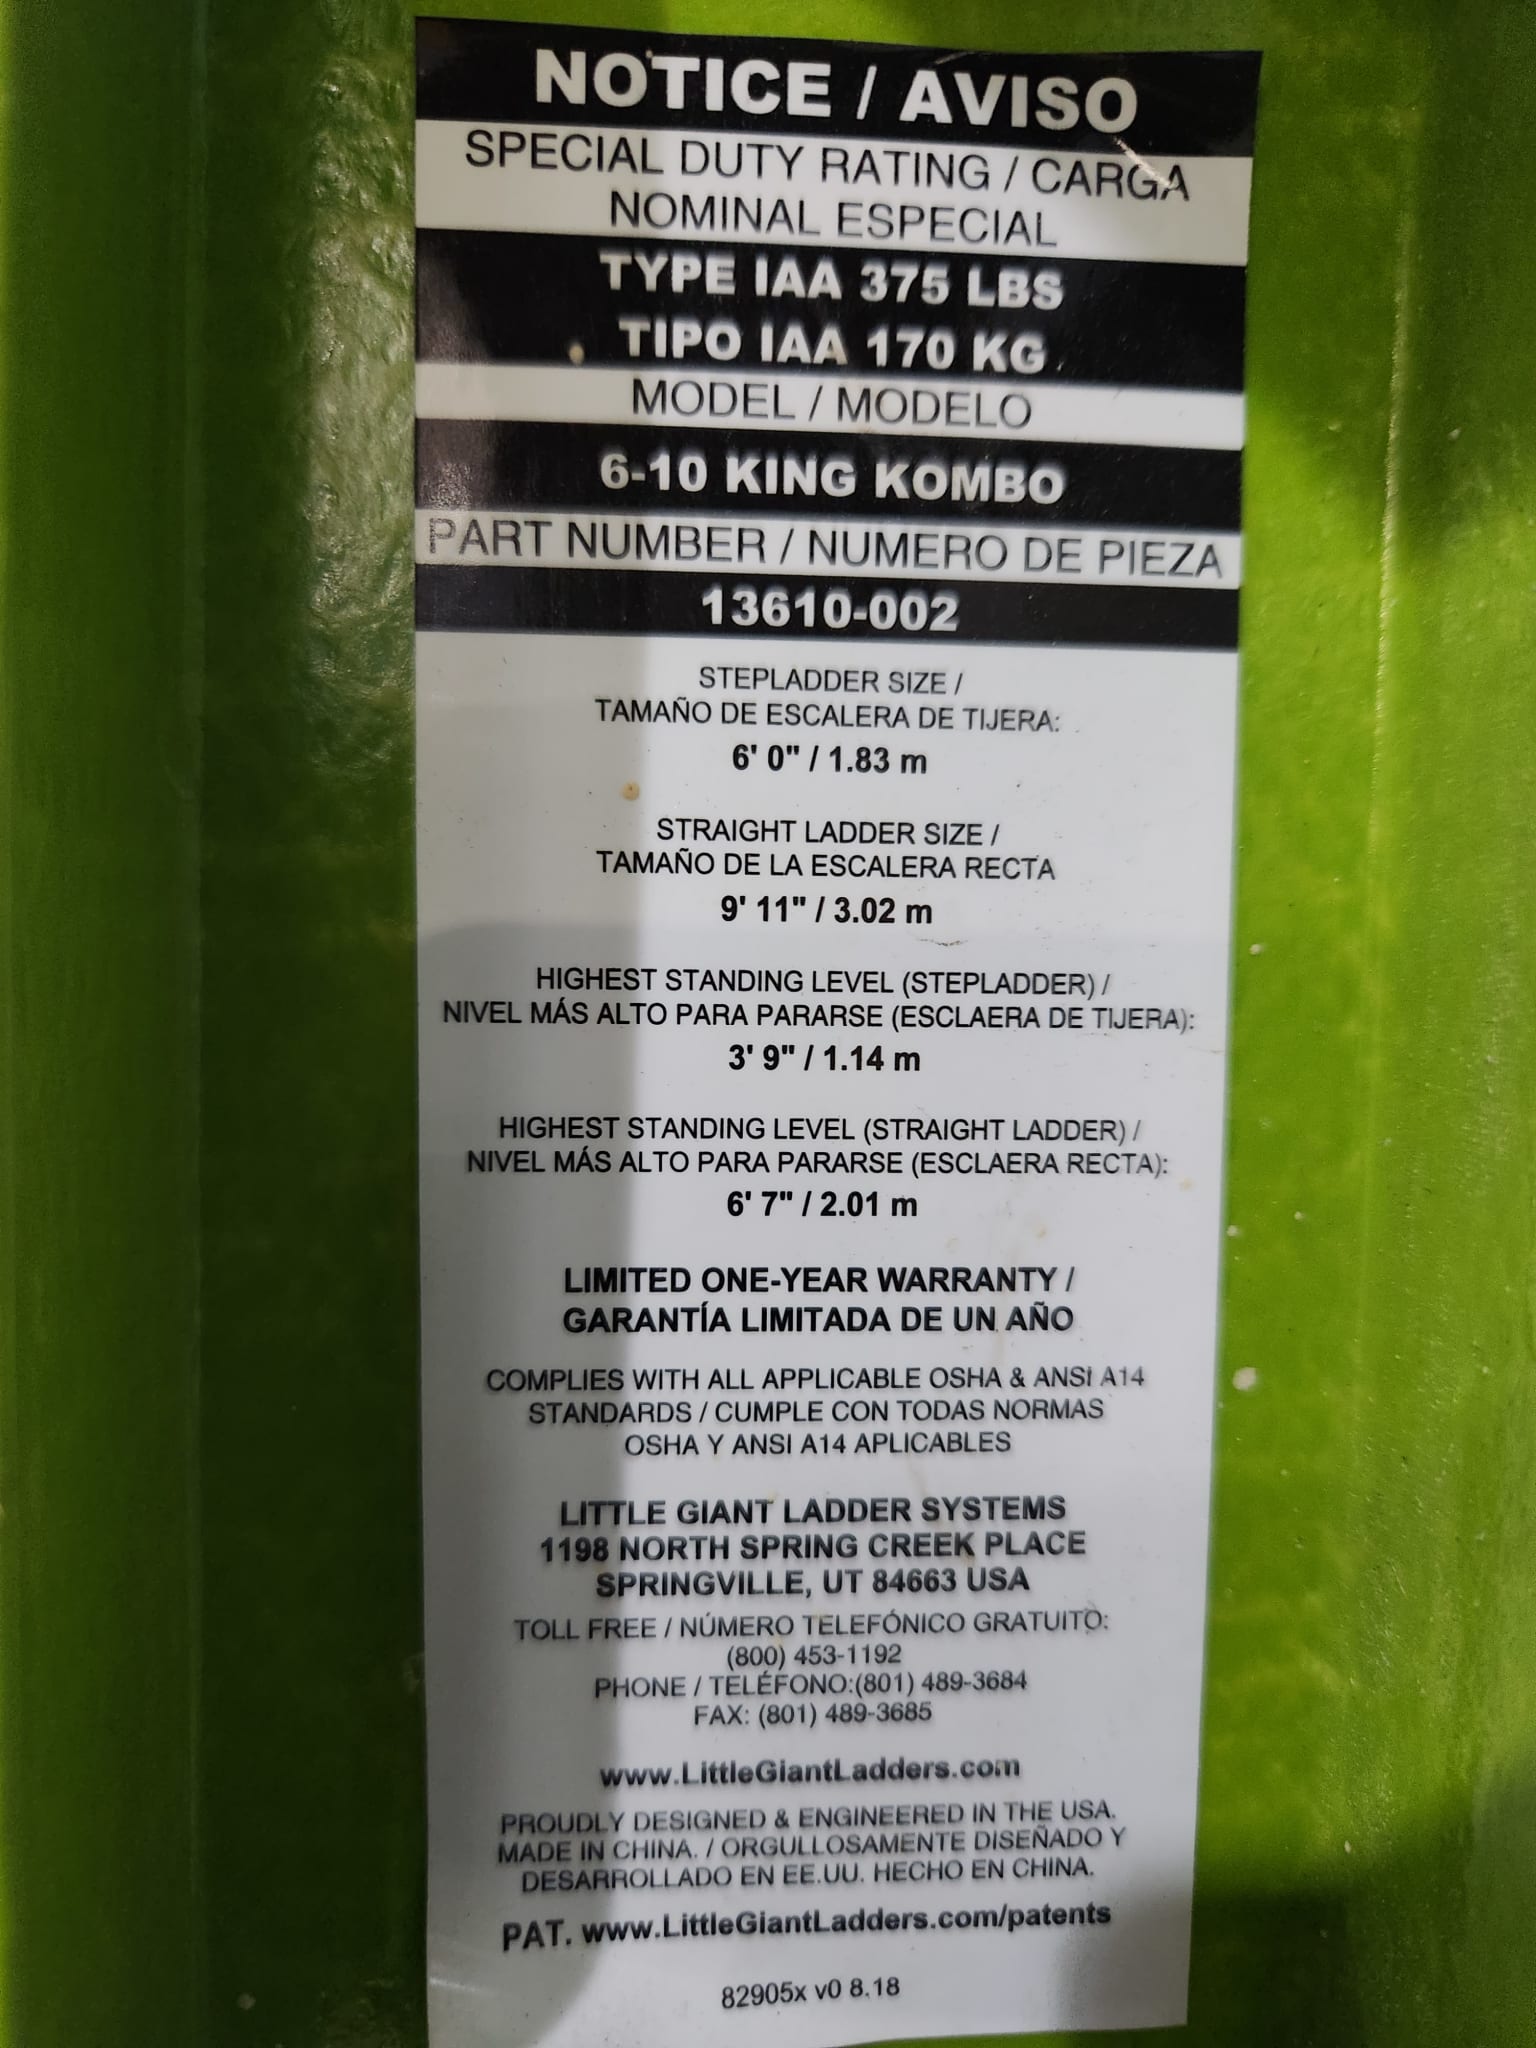 NOTICE / AVISO
SPECIAL DUTY RATING / CARGA
NOMINAL ESPECIAL
TYPE IAA 375 LBS
TIPO IAA 170 KG
MODEL / MODELO
6-10 KING KOMBO
PART NUMBER / NUMERO DE PIEZA
13610-002
STEPLADDER SIZE /
TAMAÑO DE ESCALERA DE TIJERA:
6' 0" / 1.83 m
STRAIGHT LADDER SIZE /
TAMAÑO DE LA ESCALERA RECTA
9' 11" / 3.02 m
HIGHEST STANDING LEVEL (STEPLADDER) /
NIVEL MÁS ALTO PARA PARARSE (ESCLAERA DE TIJERA):
3' 9" / 1.14 m
HIGHEST STANDING LEVEL (STRAIGHT LADDER) /
NIVEL MÁS ALTO PARA PARARSE (ESCLAERA RECTA):
6' 7" / 2.01 m
LIMITED ONE-YEAR WARRANTY /
GARANTÍA LIMITADA DE UN AÑO
COMPLIES WITH ALL APPLICABLE OSHA & ANSI A14
STANDARDS / CUMPLE CON TODAS NORMAS
OSHA Y ANSI A14 APLICABLES
LITTLE GIANT LADDER SYSTEMS
1198 NORTH SPRING CREEK PLACE
SPRINGVILLE, UT 84663 USA
TOLL FREE / NÚMERO TELEFÓNICO GRATUITO:
(800) 453-1192
PHONE / TELÉFONO:(801) 489-3684
FAX: (801) 489-3685
www.LittleGiantLadders.com
PROUDLY DESIGNED & ENGINEERED IN THE USA.
MADE IN CHINA. / ORGULLOSAMENTE DISEÑADO Y
DESARROLLADO EN EE.UU. HECHO EN CHINA.
PAT. www.LittleGiantLadders.com/patents
82905x v0 8.18